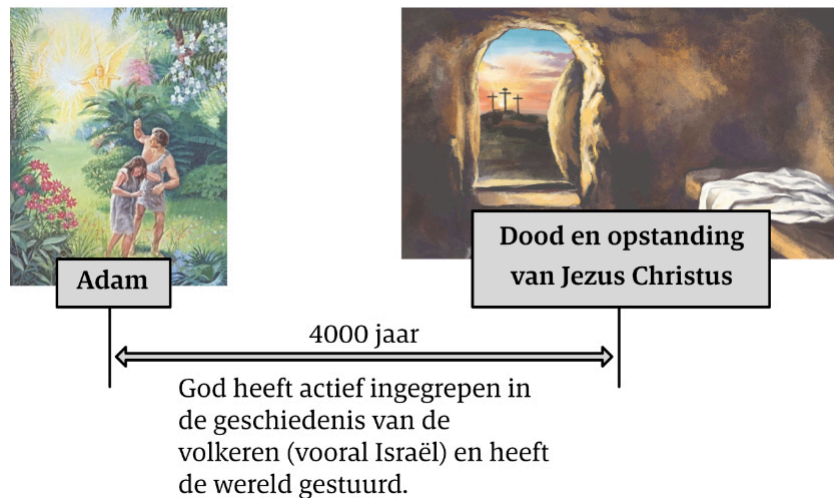 Adam
Dood en opstanding
van Jezus Christus
4000 jaar
God heeft actief ingegrepen in
de geschiedenis van de
volkeren (vooral Israël) en heeft
de wereld gestuurd.